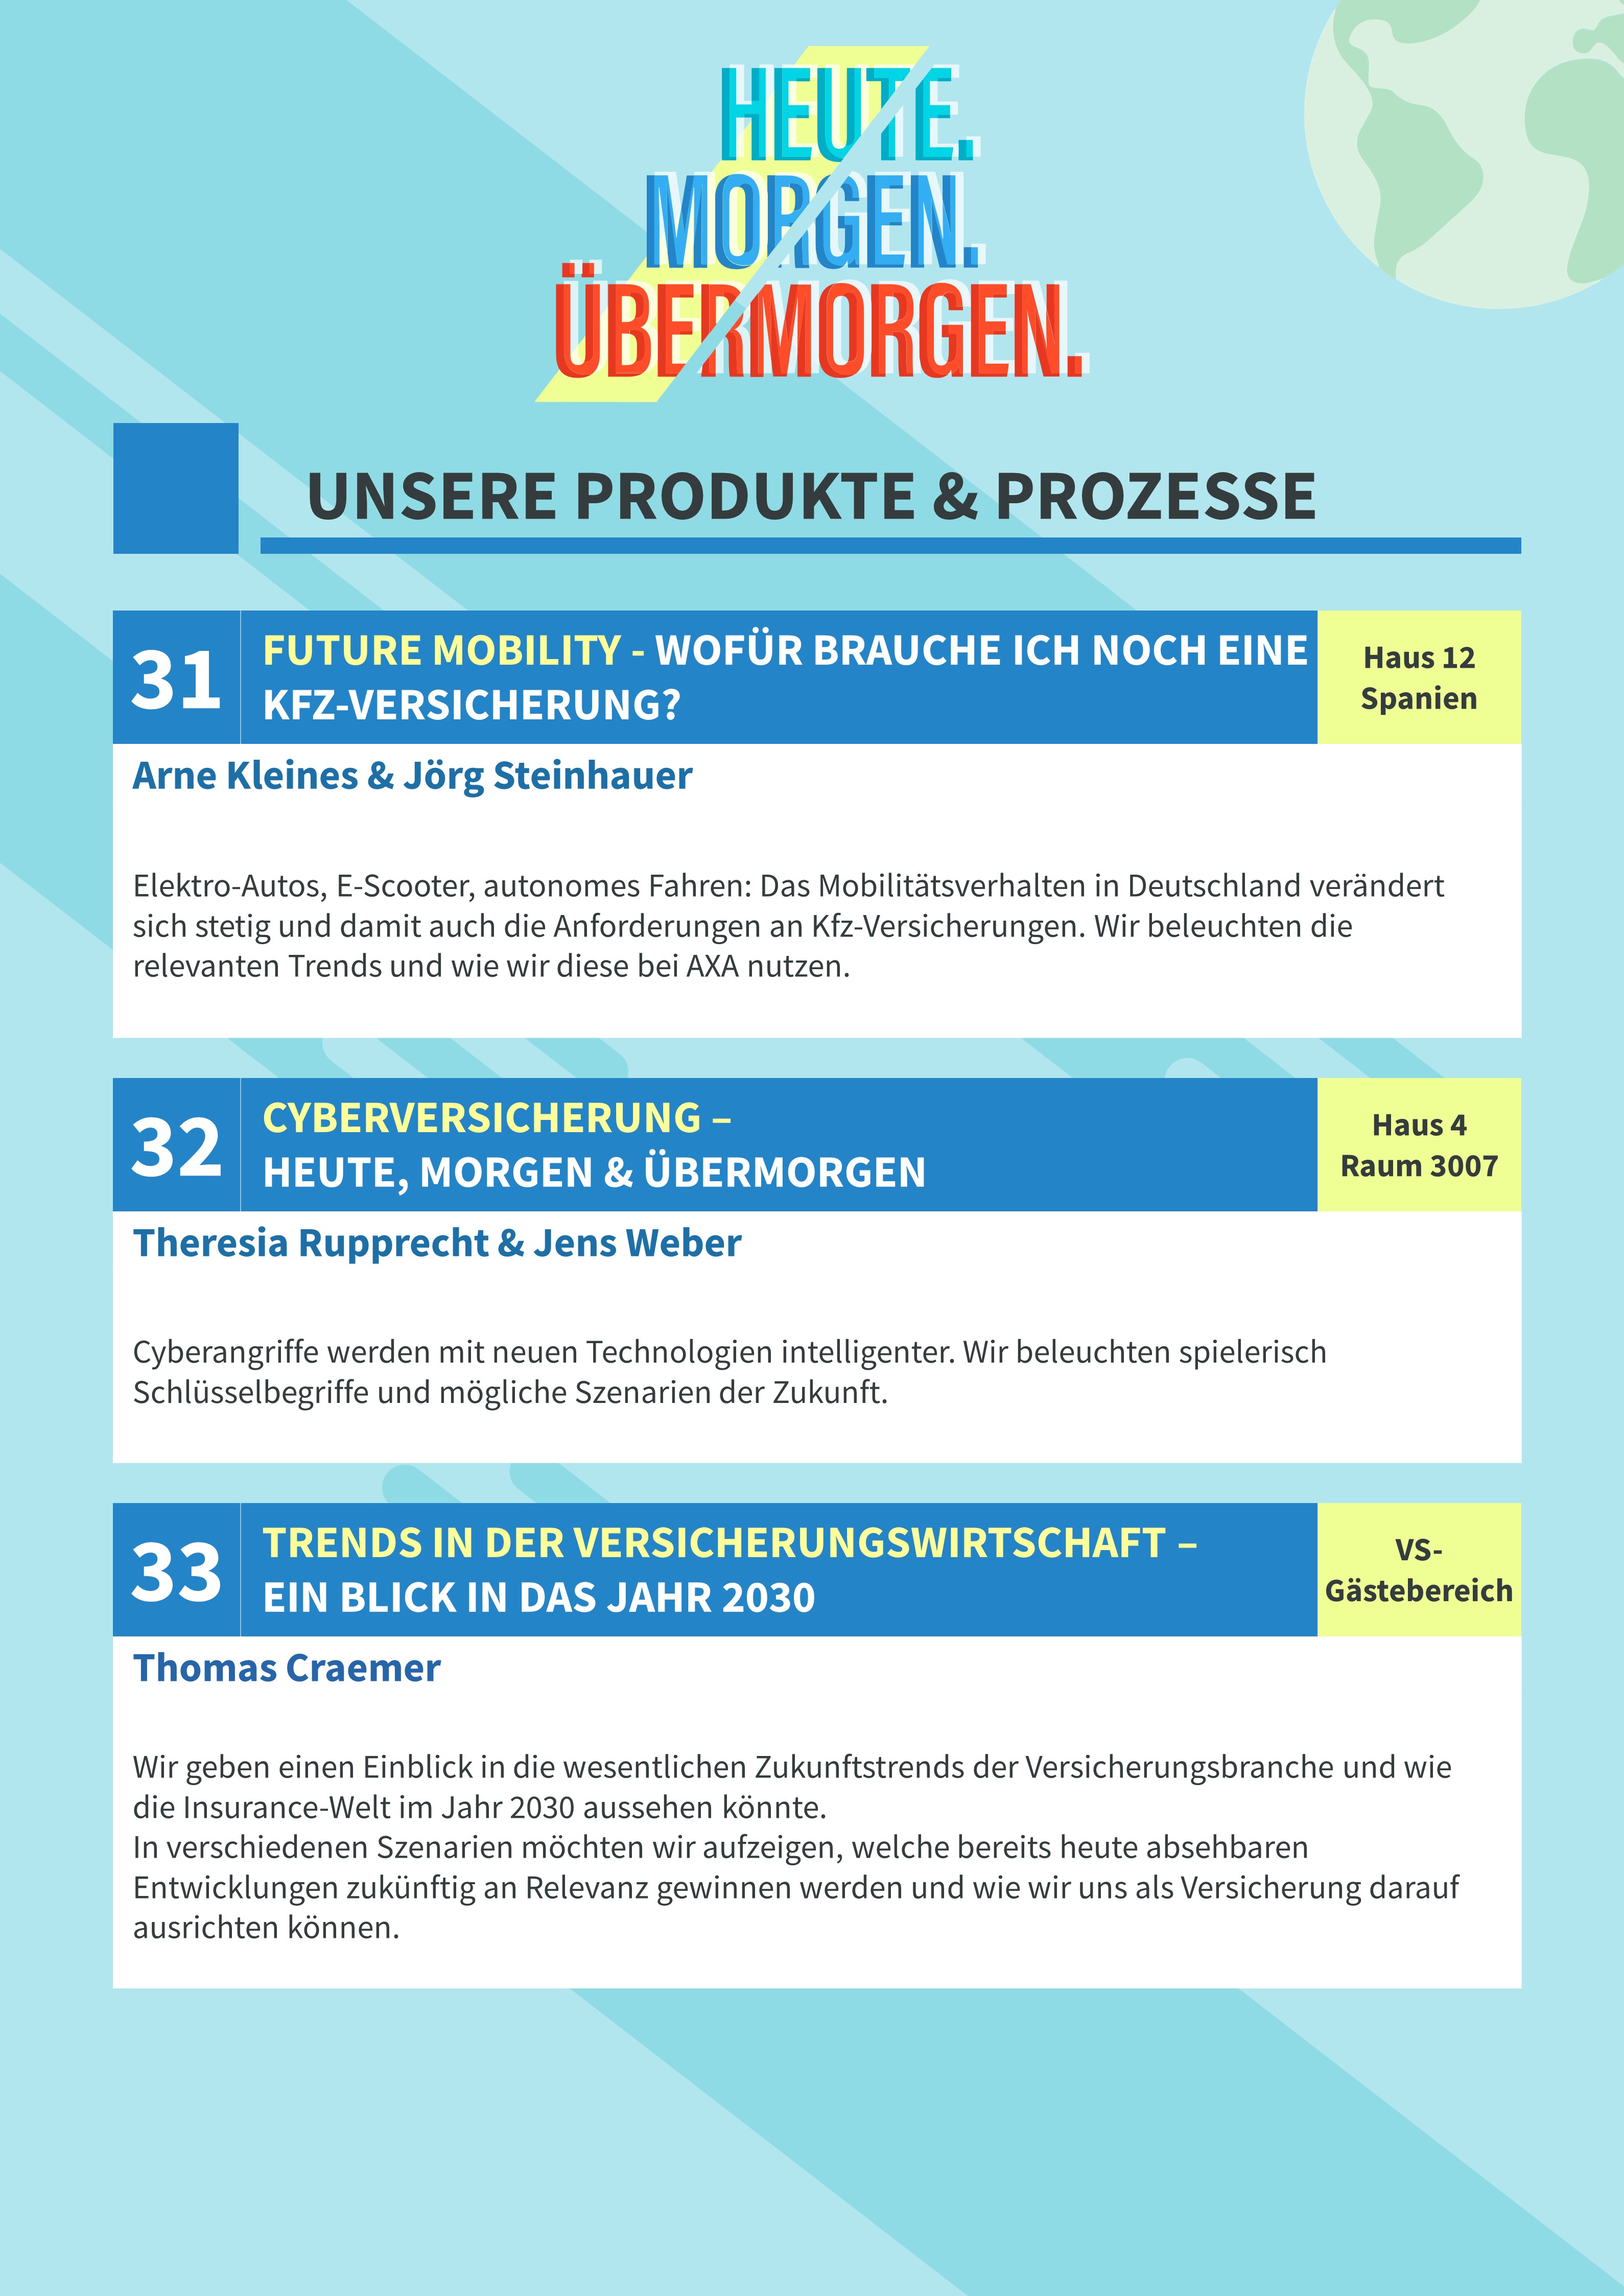 HEUTE.
MORGEN.
ÜBERMORGEN.
UNSERE PRODUKTE & PROZESSE
31
FUTURE MOBILITY - WOFÜR BRAUCHE ICH NOCH EINE
KFZ-VERSICHERUNG?
Haus 12
Spanien
Arne Kleines & Jörg Steinhauer
Elektro-Autos, E-Scooter, autonomes Fahren: Das Mobilitätsverhalten in Deutschland verändert
sich stetig und damit auch die Anforderungen an Kfz-Versicherungen. Wir beleuchten die
relevanten Trends und wie wir diese bei AXA nutzen.
32
CYBERVERSICHERUNG –
HEUTE, MORGEN & ÜBERMORGEN
Haus 4
Raum 3007
Theresia Rupprecht & Jens Weber
Cyberangriffe werden mit neuen Technologien intelligenter. Wir beleuchten spielerisch
Schlüsselbegriffe und mögliche Szenarien der Zukunft.
33
TRENDS IN DER VERSICHERUNGSWIRTSCHAFT –
EIN BLICK IN DAS JAHR 2030
VS-
Gästebereich
Thomas Craemer
Wir geben einen Einblick in die wesentlichen Zukunftstrends der Versicherungsbranche und wie
die Insurance-Welt im Jahr 2030 aussehen könnte.
In verschiedenen Szenarien möchten wir aufzeigen, welche bereits heute absehbaren
Entwicklungen zukünftig an Relevanz gewinnen werden und wie wir uns als Versicherung darauf
ausrichten können.